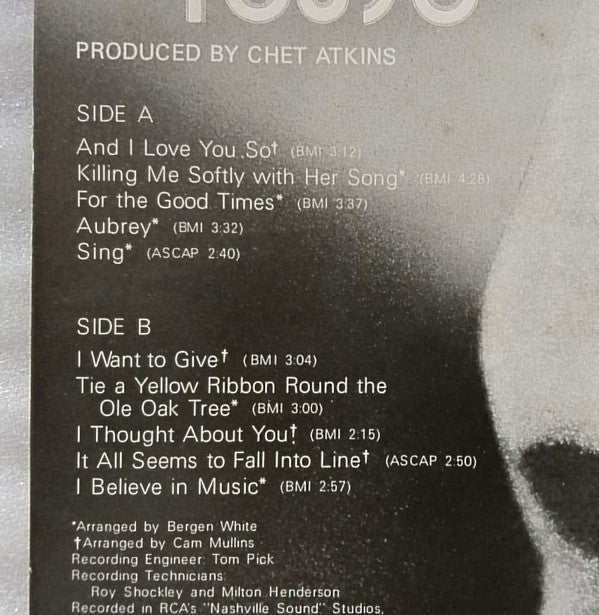 PRODUCED BY CHET ATKINS
SIDE A
And I Love You So† (BMI 3:12)
Killing Me Softly with Her Song* (BMI 4:28)
For the Good Times* (BMI 3:37)
Aubrey* (BMI 3:32)
Sing* (ASCAP 2:40)
SIDE B
I Want to Give† (BMI 3:04)
Tie a Yellow Ribbon Round the
Ole Oak Tree* (BMI 3:00)
I Thought About You† (BMI 2:15)
It All Seems to Fall Into Line† (ASCAP 2:50)
I Believe in Music* (BMI 2:57)
*Arranged by Bergen White
†Arranged by Cam Mullins
Recording Engineer: Tom Pick
Recording Technicians:
Roy Shockley and Milton Henderson
Recorded in RCA's "Nashville Sound" Studios,